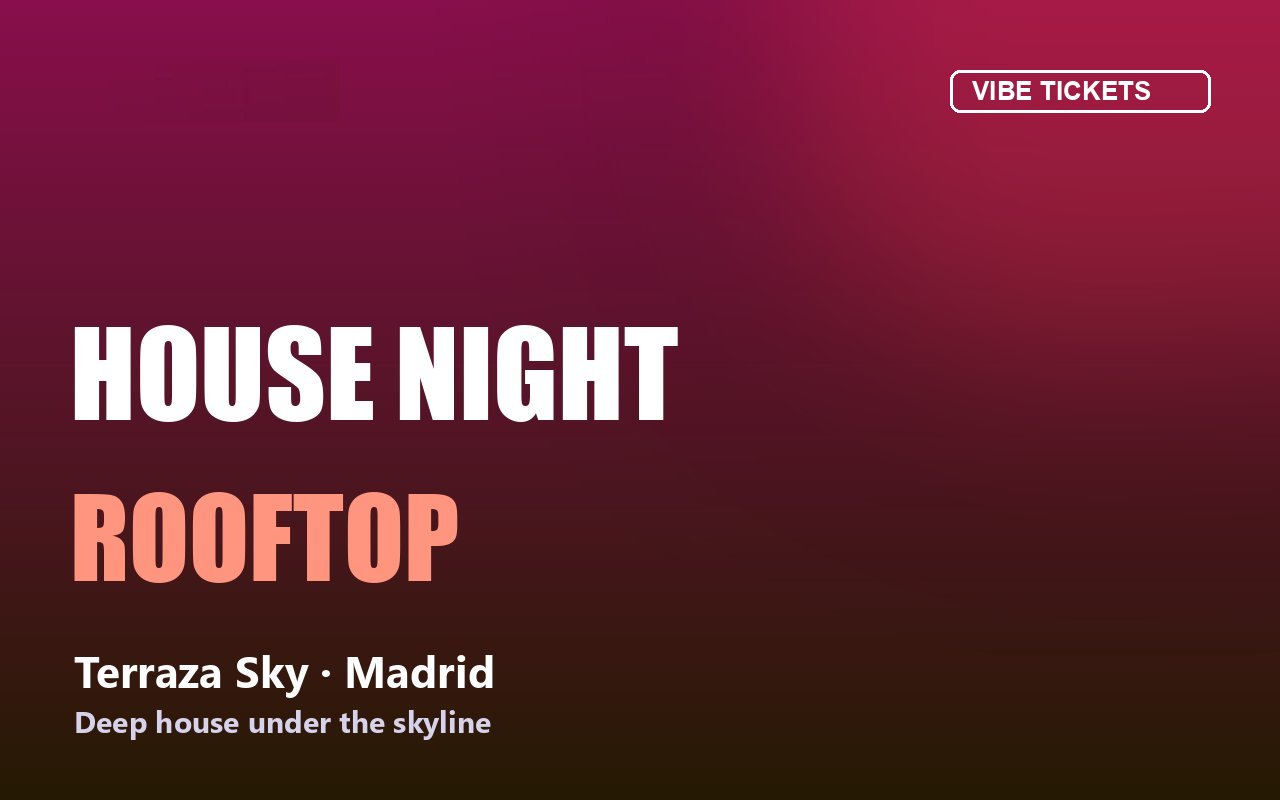 VIBE TICKETS
HOUSE NIGHT
ROOFTOP
Terraza Sky · Madrid
Deep house under the skyline